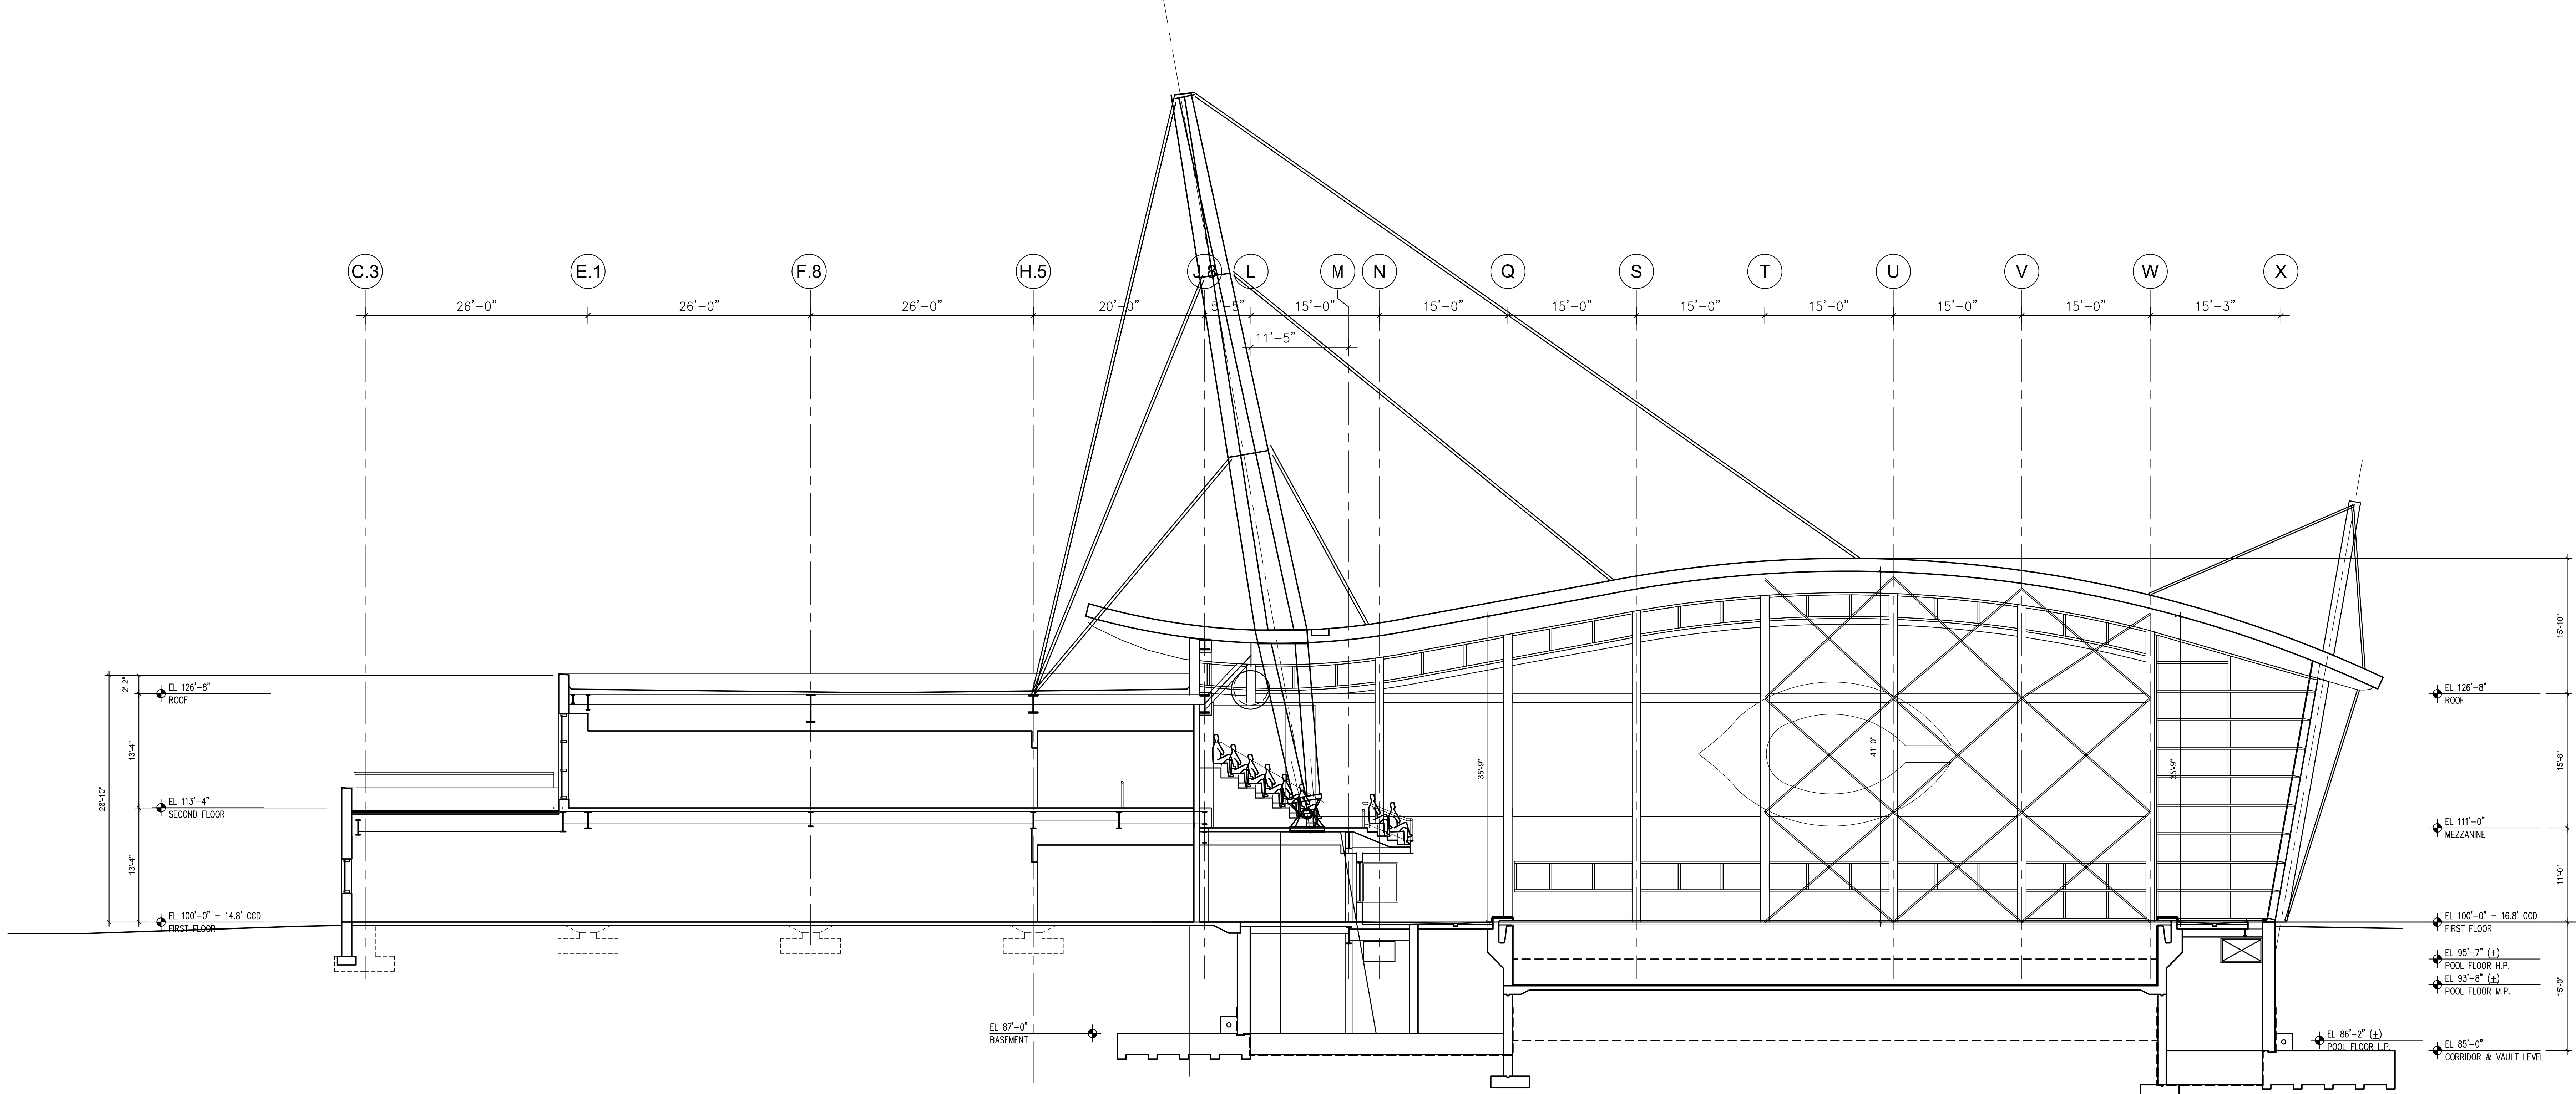 C.3 E.1 F.8 H.5 J.8 L M N Q S T U V W X
26'-0" 26'-0" 26'-0" 20'-0" 5'-5" 15'-0" 15'-0" 15'-0" 15'-0" 15'-0" 15'-0" 15'-0" 15'-3"
11'-5"
2'-2"
13'-4"
13'-4"
28'-10"
EL 126'-8"
ROOF
EL 113'-4"
SECOND FLOOR
EL 100'-0" = 14.8' CCD
FIRST FLOOR
35'-9"
41'-0"
35'-9"
EL 87'-0"
BASEMENT
EL 126'-8"
ROOF
EL 111'-0"
MEZZANINE
EL 100'-0" = 16.8' CCD
FIRST FLOOR
EL 95'-7" (±)
POOL FLOOR H.P.
EL 93'-8" (±)
POOL FLOOR M.P.
EL 86'-2" (±)
POOL FLOOR L.P.
EL 85'-0"
CORRIDOR & VAULT LEVEL
15'-10"
15'-8"
11'-0"
15'-0"